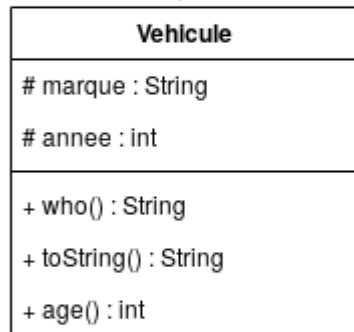 Vehicule
# marque : String
# annee : int
+ who() : String
+ toString() : String
+ age() : int